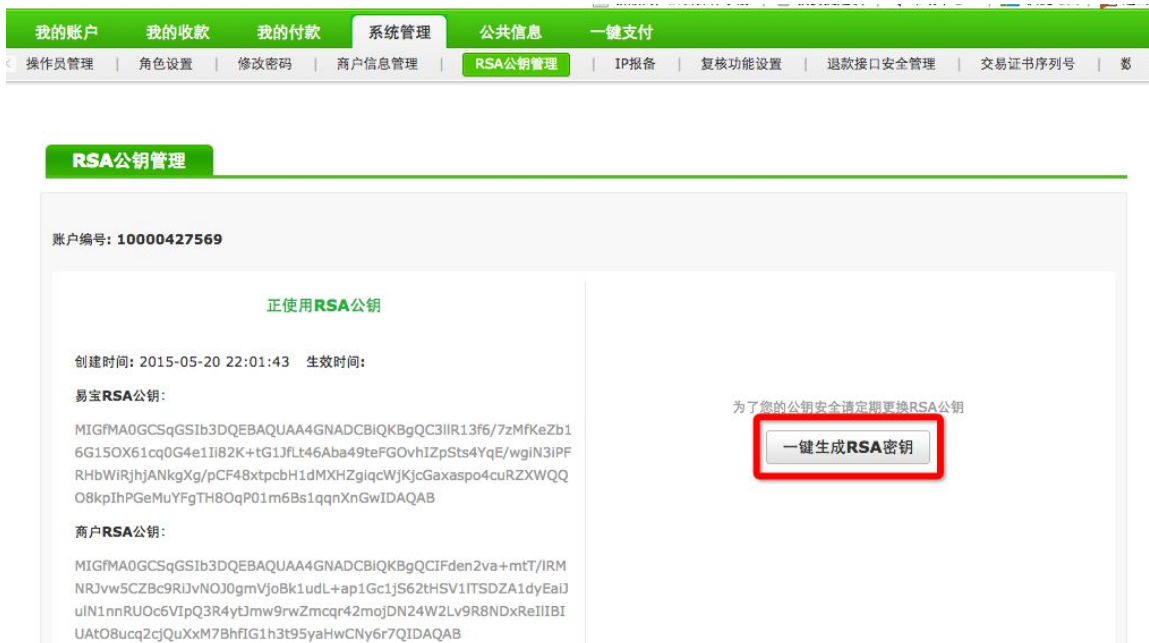 我的账户 我的收款 我的付款 系统管理 公共信息 一键支付
操作员管理 | 角色设置 | 修改密码 | 商户信息管理 | RSA公钥管理 | IP报备 | 复核功能设置 | 退款接口安全管理 | 交易证书序列号 |
RSA公钥管理
账户编号: 10000427569
正使用RSA公钥
创建时间: 2015-05-20 22:01:43 生效时间:
易宝RSA公钥:
MIGfMA0GCSqGSIb3DQEBAQUAA4GNADCBiQKBgQC3llR13f6/7zMfKeZb1
6G15OX61cq0G4e1Ii82K+tG1JfLt46Aba49teFGOvhIZpSts4YqE/wgiN3iPF
RHbWiRjhjANkgXg/pCF48xtpcbH1dMXHZgiqcWjKjcGaxaspo4cuRZXWQQ
O8kpIhPGeMuYFgTH8OqP01m6Bs1qqnXnGwIDAQAB
商户RSA公钥:
MIGfMA0GCSqGSIb3DQEBAQUAA4GNADCBiQKBgQCIFden2va+mtT/lRM
NRJvw5CZBc9RiJvNOJ0gmVjoBk1udL+ap1Gc1jS62tHSV1lTSDZA1dyEaiJ
ulN1nnRUOc6VIpQ3R4ytJmw9rwZmcqr42mojDN24W2Lv9R8NDxReIlIBI
UAtO8ucq2cjQuXxM7BhfIG1h3t95yaHwCNy6r7QIDAQAB
为了您的公钥安全请定期更换RSA公钥
一键生成RSA密钥